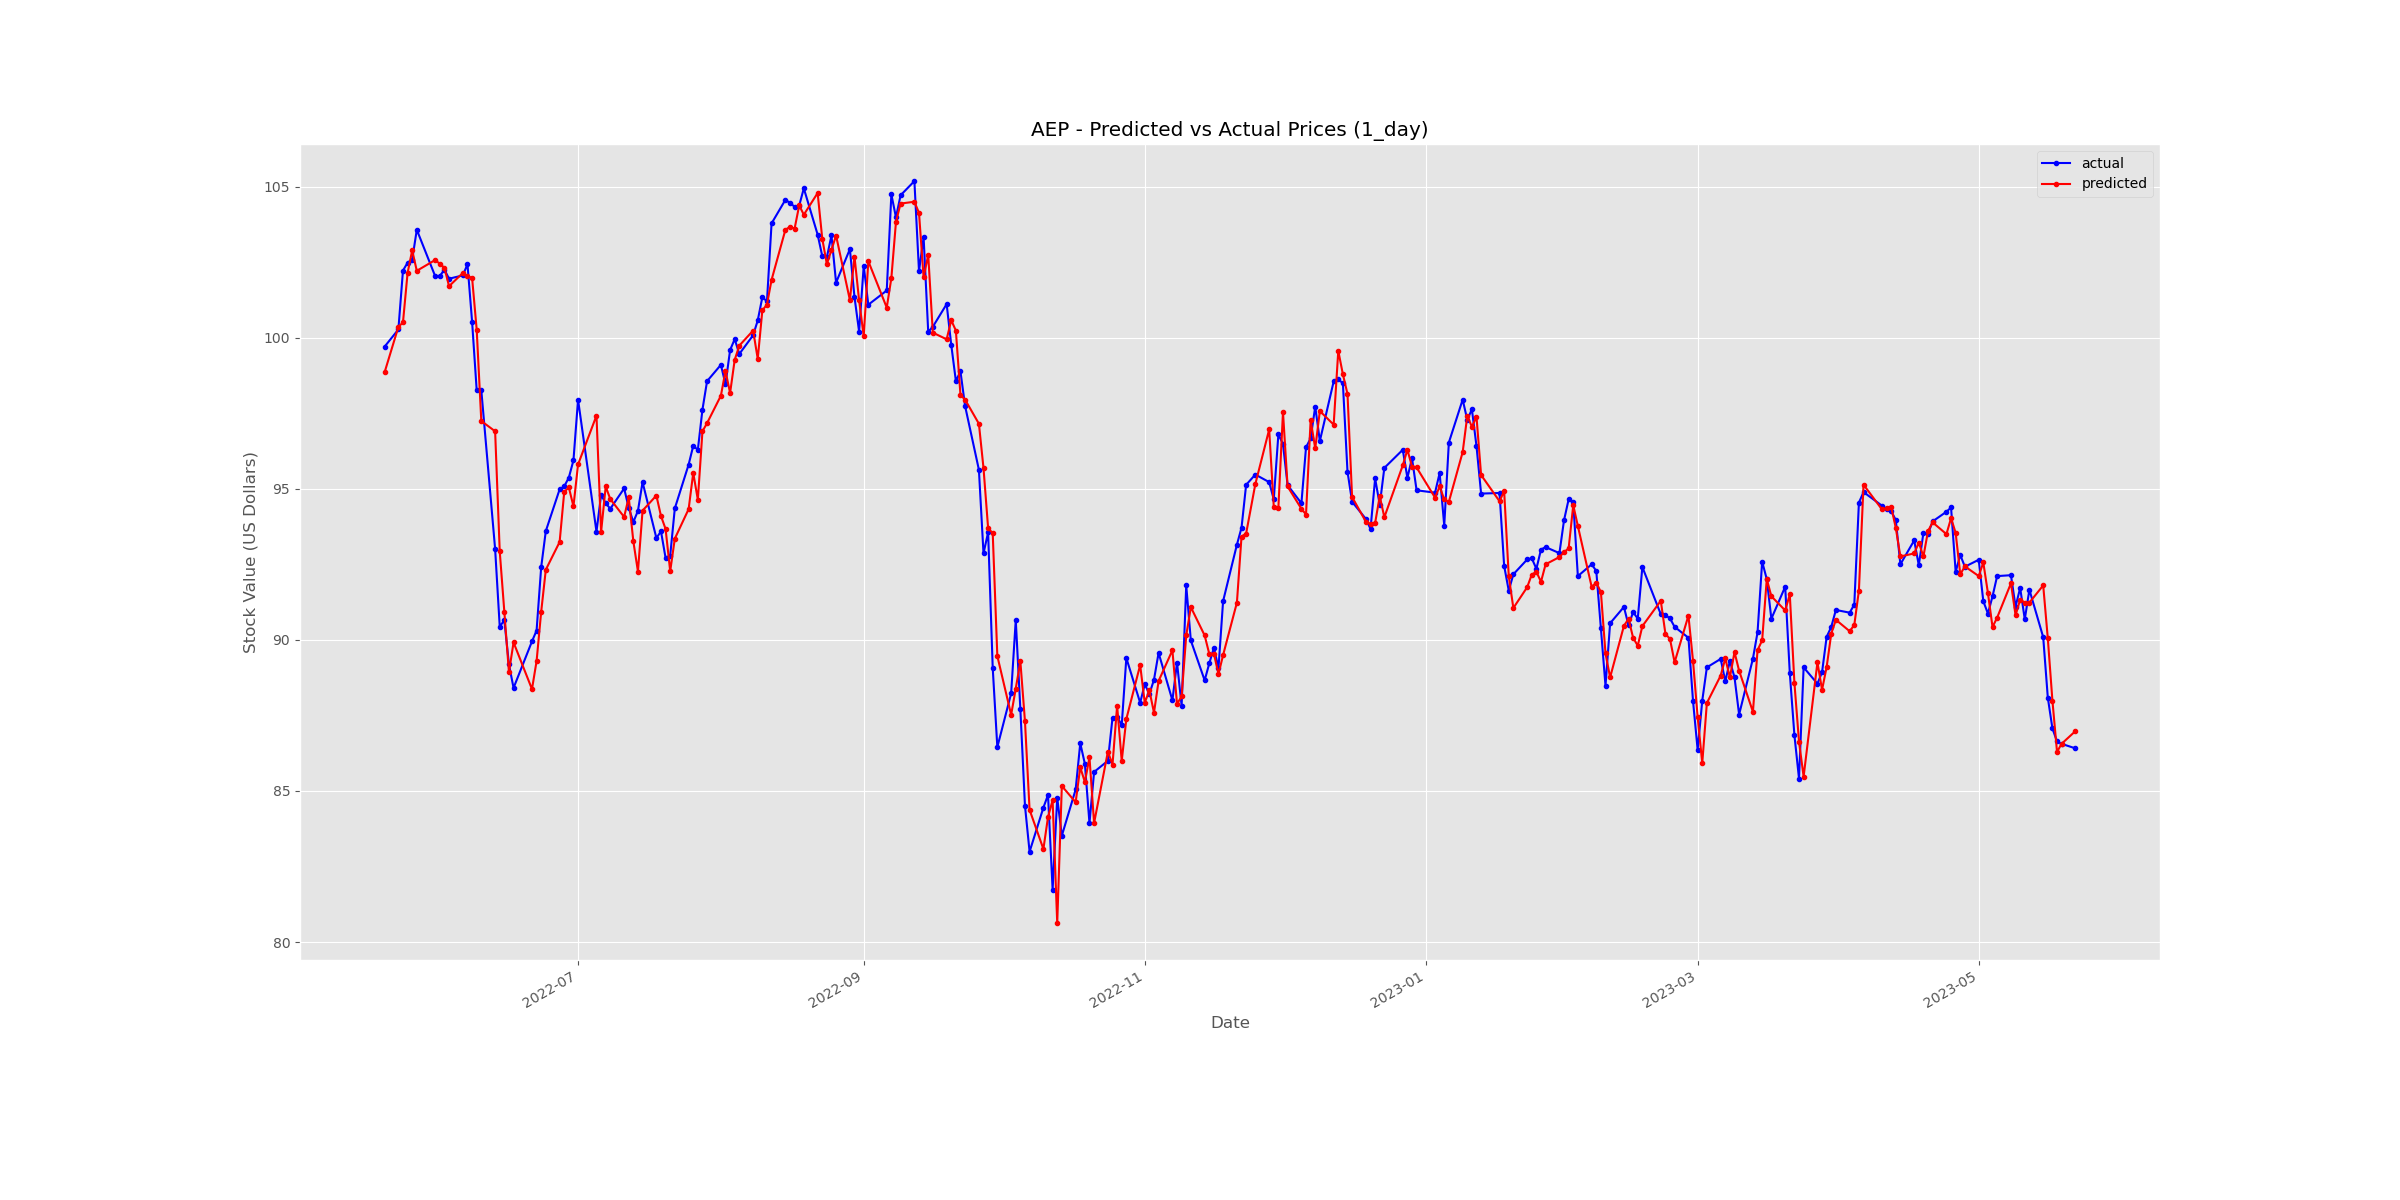 AEP - Predicted vs Actual Prices (1_day)
actual
predicted
105
100
95
90
85
80
Stock Value (US Dollars)
2022-07
2022-09
2022-11
2023-01
2023-03
2023-05
Date